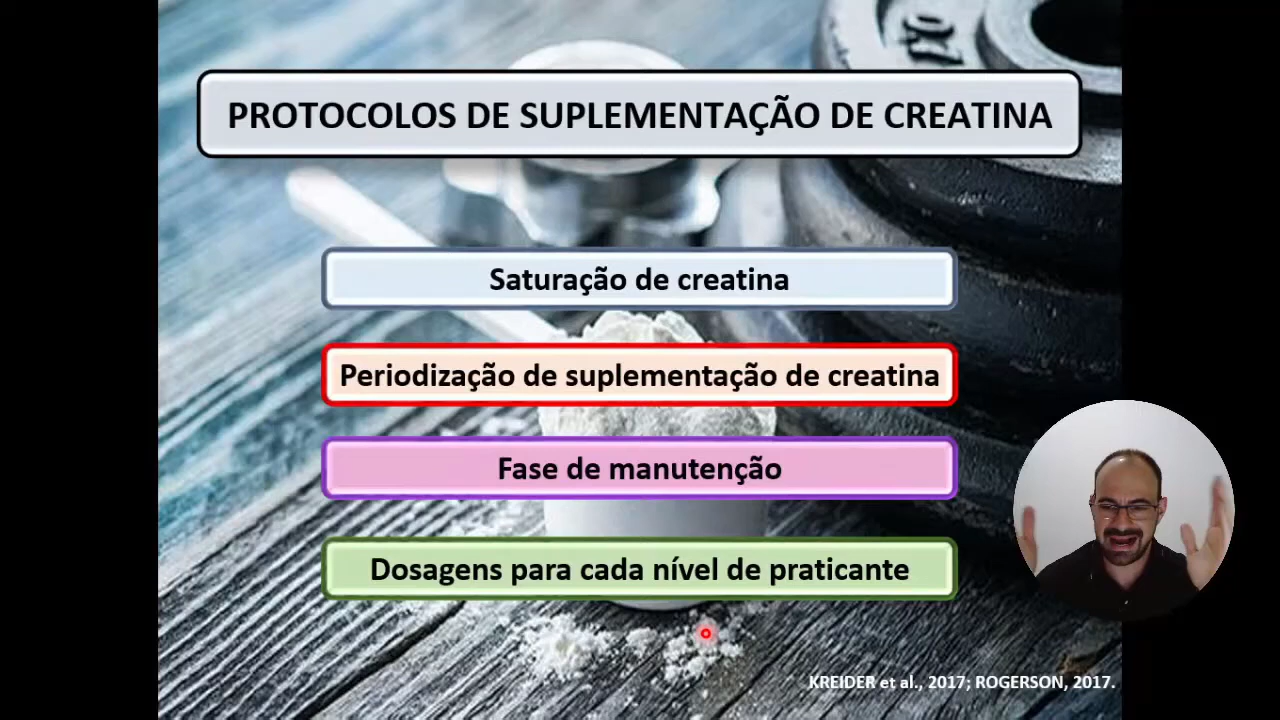 PROTOCOLOS DE SUPLEMENTAÇÃO DE CREATINA
Saturação de creatina
Periodização de suplementação de creatina
Fase de manutenção
Dosagens para cada nível de praticante
KREIDER et al., 2017; ROGERSON, 2017.